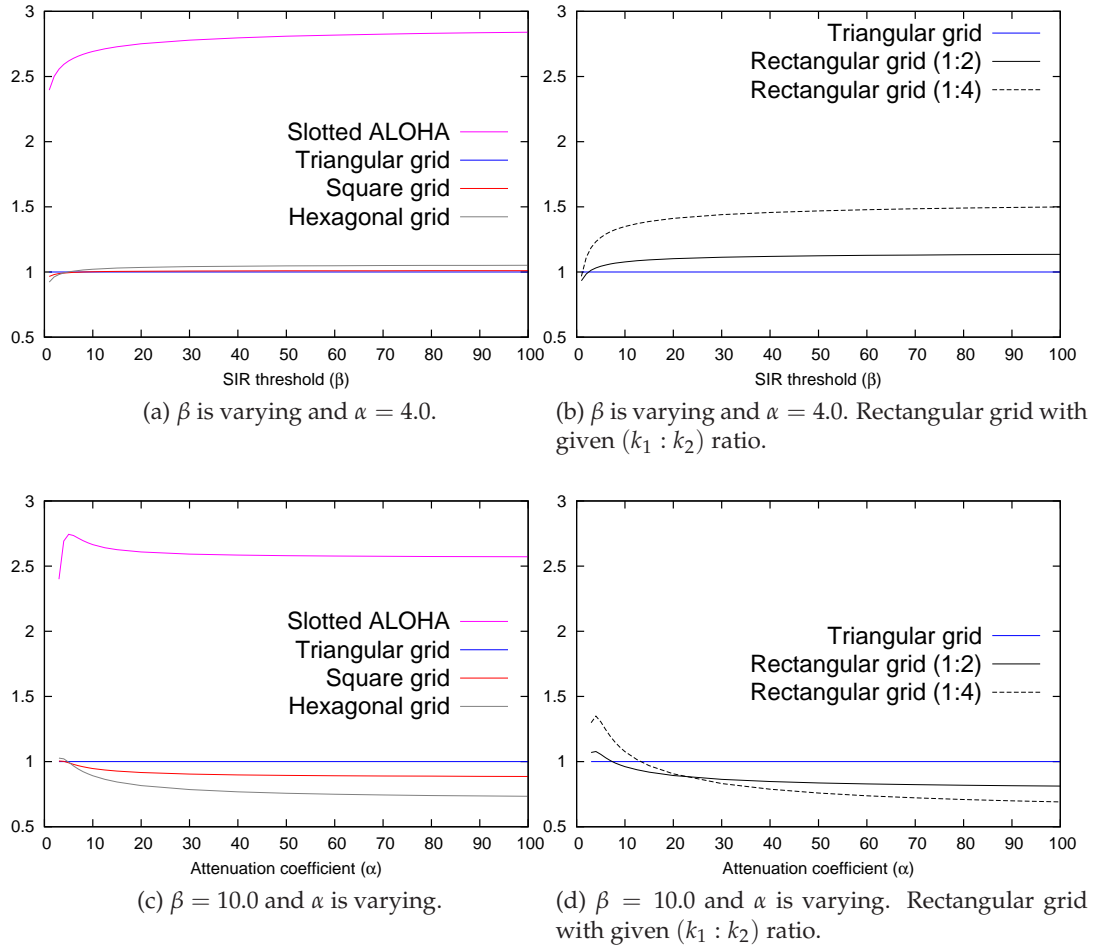 3
2.5
2
1.5
1
0.5
Slotted ALOHA
Triangular grid
Square grid
Hexagonal grid
0 10 20 30 40 50 60 70 80 90 100
SIR threshold (β)
(a) β is varying and α = 4.0.
3
2.5
2
1.5
1
0.5
Triangular grid
Rectangular grid (1:2)
Rectangular grid (1:4)
0 10 20 30 40 50 60 70 80 90 100
SIR threshold (β)
(b) β is varying and α = 4.0. Rectangular grid with
given (k₁ : k₂) ratio.
3
2.5
2
1.5
1
0.5
Slotted ALOHA
Triangular grid
Square grid
Hexagonal grid
0 10 20 30 40 50 60 70 80 90 100
Attenuation coefficient (α)
(c) β = 10.0 and α is varying.
3
2.5
2
1.5
1
0.5
Triangular grid
Rectangular grid (1:2)
Rectangular grid (1:4)
0 10 20 30 40 50 60 70 80 90 100
Attenuation coefficient (α)
(d) β = 10.0 and α is varying. Rectangular grid
with given (k₁ : k₂) ratio.